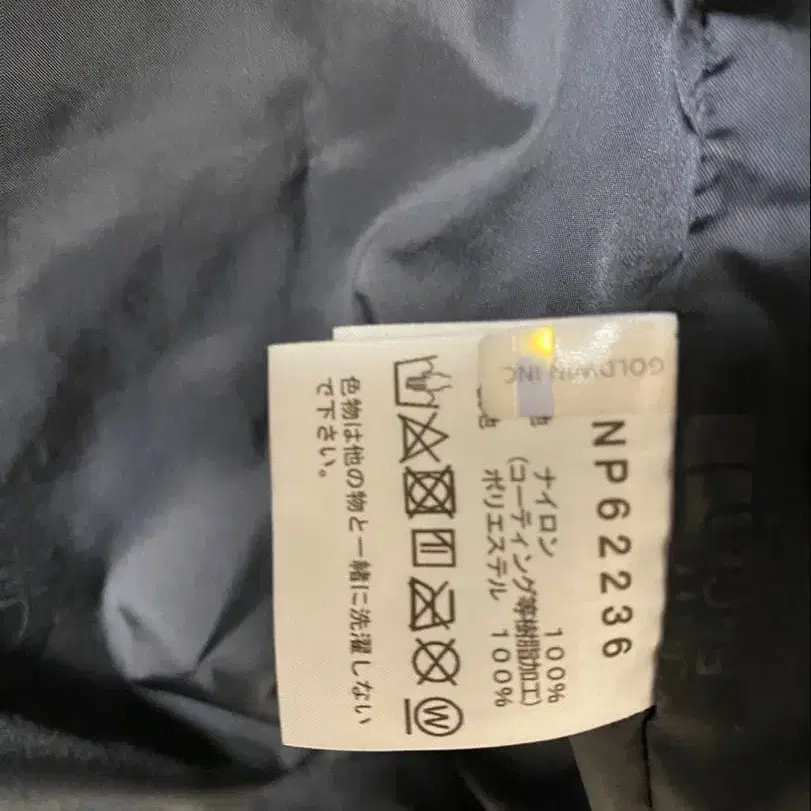 NP62236
ナイロン 100%
(コーティング等樹脂加工)
ポリエステル 100%
GOLDWIN INC
W
色物は他の物と一緒に洗濯しない
で下さい。